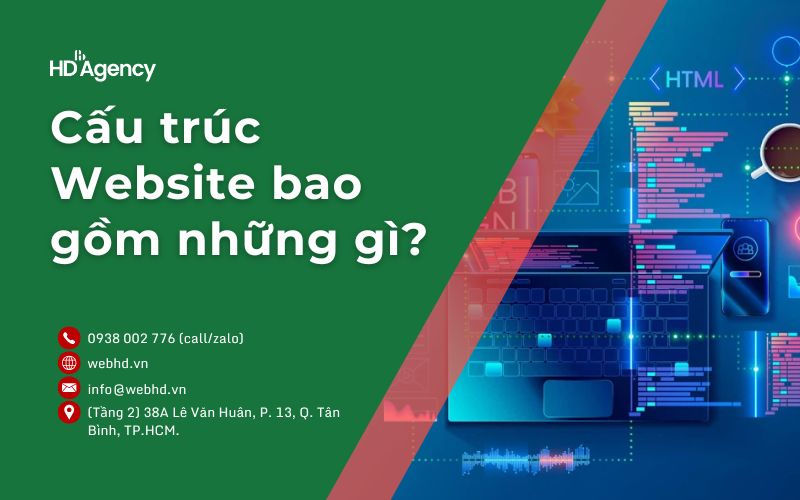 HD Agency
Cấu trúc
Website bao
gồm những gì?
0938 002 776 (call/zalo)
webhd.vn
info@webhd.vn
(Tầng 2) 38A Lê Văn Huân, P. 13, Q. Tân
Bình, TP.HCM.
< HTML >